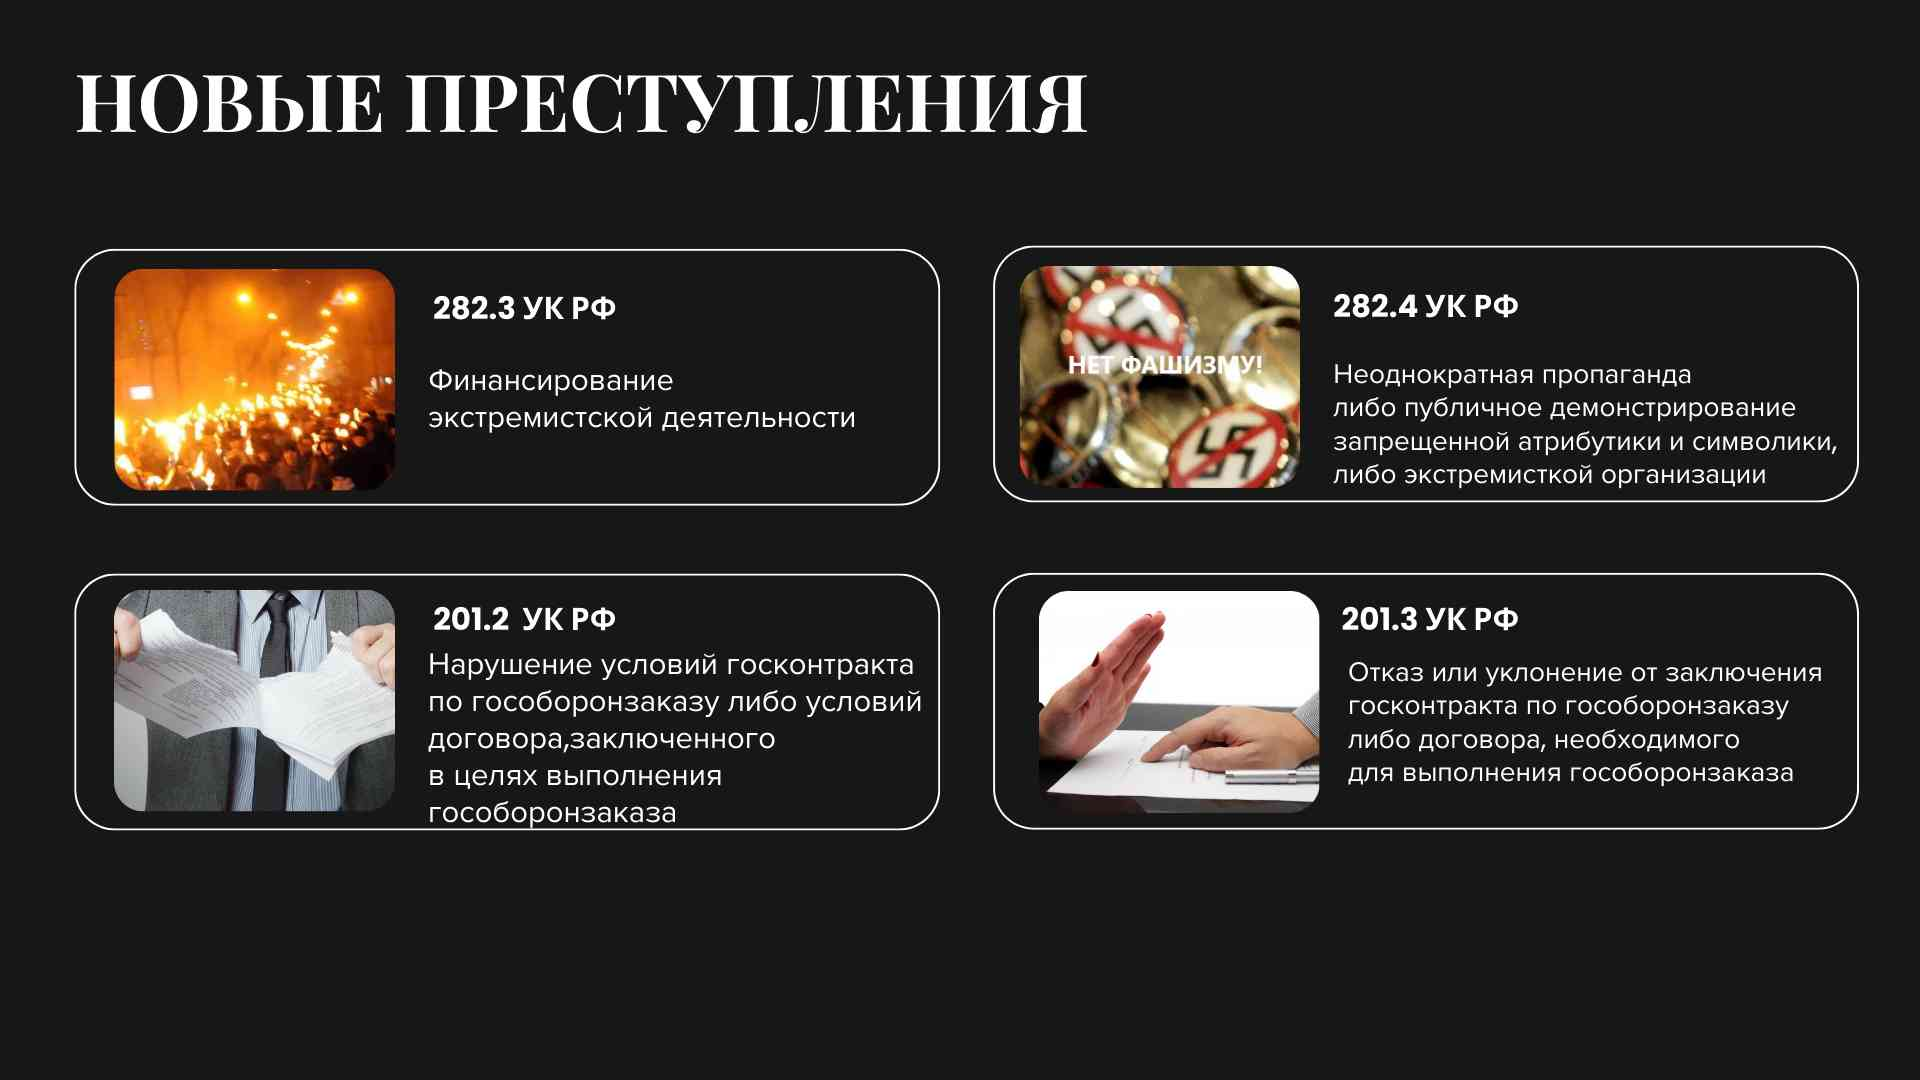 НОВЫЕ ПРЕСТУПЛЕНИЯ
282.3 УК РФ
Финансирование
экстремистской деятельности
НЕТ ФАШИЗМУ!
282.4 УК РФ
Неоднократная пропаганда
либо публичное демонстрирование
запрещенной атрибутики и символики,
либо экстремисткой организации
201.2 УК РФ
Нарушение условий госконтракта
по гособоронзаказу либо условий
договора,заключенного
в целях выполнения
гособоронзаказа
201.3 УК РФ
Отказ или уклонение от заключения
госконтракта по гособоронзаказу
либо договора, необходимого
для выполнения гособоронзаказа